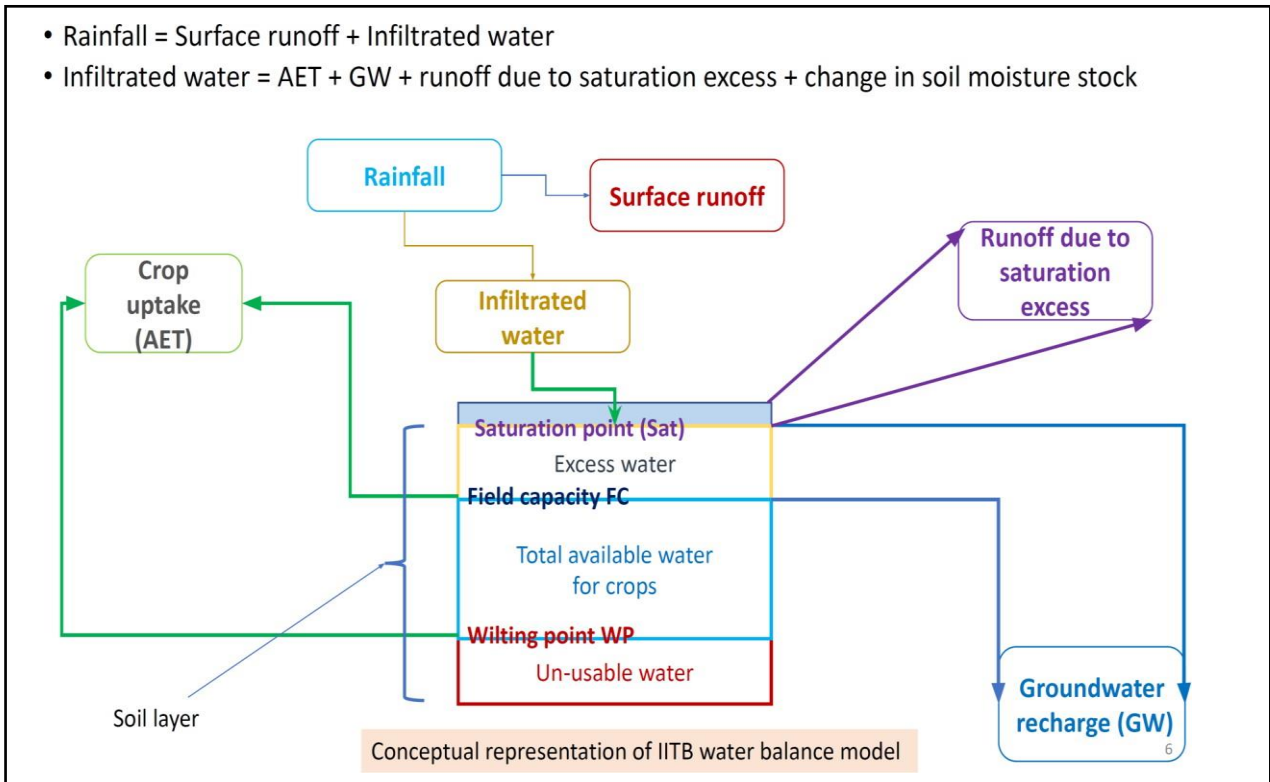 • Rainfall = Surface runoff + Infiltrated water
• Infiltrated water = AET + GW + runoff due to saturation excess + change in soil moisture stock
Rainfall
Surface runoff
Runoff due to
saturation
excess
Crop
uptake
(AET)
Infiltrated
water
Saturation point (Sat)
Excess water
Field capacity FC
Total available water
for crops
Wilting point WP
Un-usable water
Soil layer
Groundwater
recharge (GW)
6
Conceptual representation of IITB water balance model